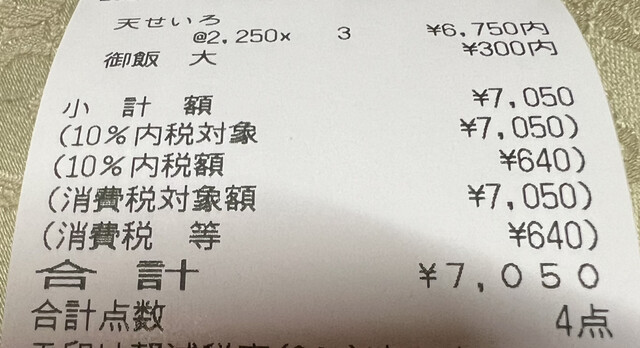 天せいろ
@2,250× 3 ¥6,750内
御飯 大 ¥300内
小計額 ¥7,050
(10%内税対象 ¥7,050)
(10%内税額 ¥640)
(消費税対象額 ¥7,050)
(消費税 等 ¥640)
合計 ¥7,050
合計点数 4点